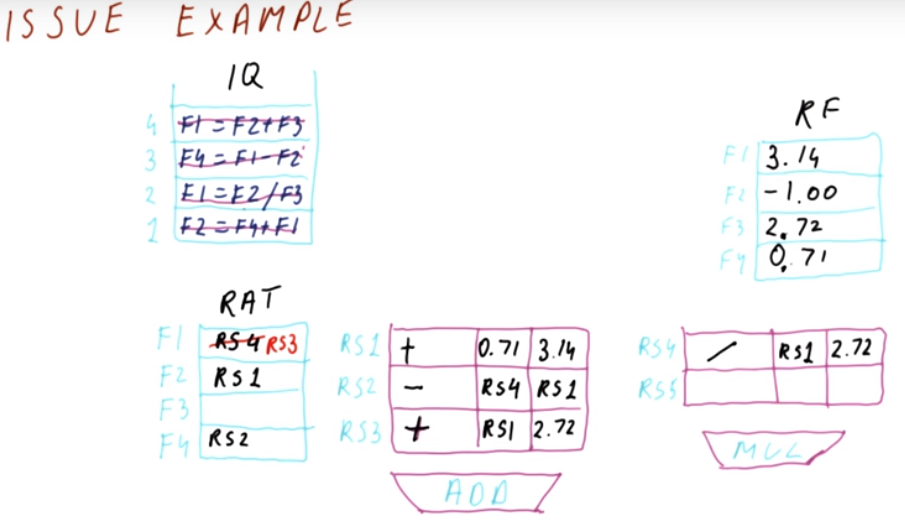 ISSUE EXAMPLE
IQ
4 F1 = F2+F3
3 F4 = F1-F2
2 F1 = F2/F3
1 F2 = F4+F1
RF
F1 3.14
F2 -1.00
F3 2.72
F4 0.71
RAT
F1 RS4 RS3
F2 RS1
F3
F4 RS2
RS1 + 0.71 3.14
RS2 - RS4 RS1
RS3 + RS1 2.72
ADD
RS4 / RS1 2.72
RS5
MUL